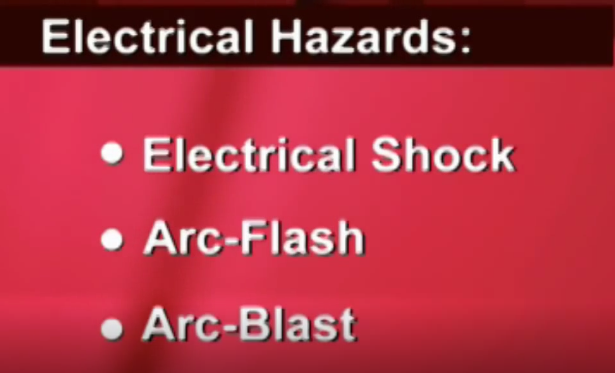 Electrical Hazards:
• Electrical Shock
• Arc-Flash
• Arc-Blast